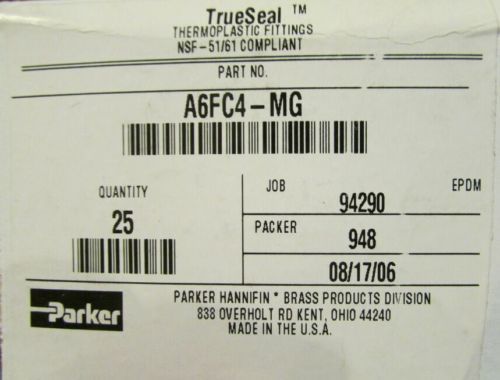 TrueSeal ™
THERMOPLASTIC FITTINGS
NSF-51/61 COMPLIANT
PART NO.
A6FC4-MG
QUANTITY
25
JOB
94290
EPDM
PACKER
948
08/17/06
Parker
PARKER HANNIFIN * BRASS PRODUCTS DIVISION
838 OVERHOLT RD KENT, OHIO 44240
MADE IN THE U.S.A.